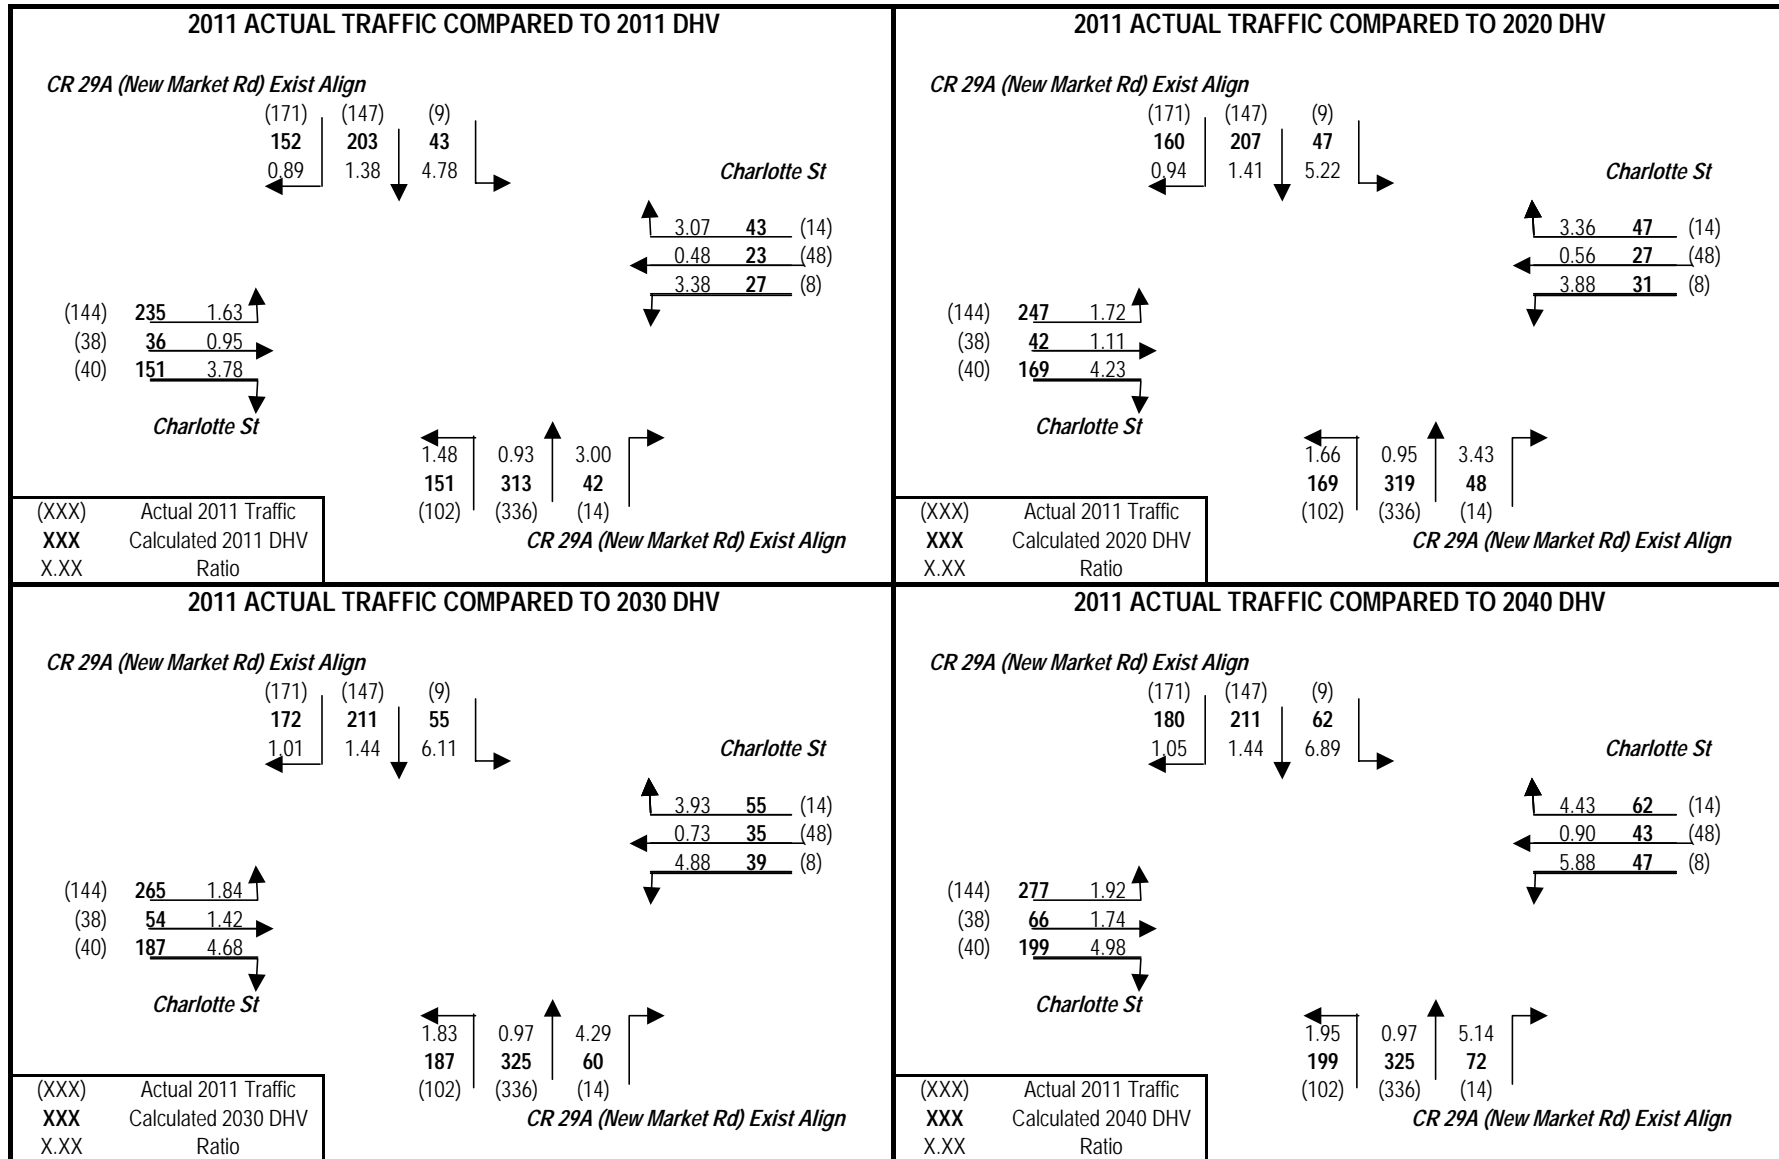 2011 ACTUAL TRAFFIC COMPARED TO 2011 DHV
CR 29A (New Market Rd) Exist Align
(171) (147) (9)
152 203 43
0.89 1.38 4.78
Charlotte St
3.07 43 (14)
0.48 23 (48)
3.38 27 (8)
(144) 235 1.63
(38) 36 0.95
(40) 151 3.78
Charlotte St
1.48 0.93 3.00
151 313 42
(102) (336) (14)
CR 29A (New Market Rd) Exist Align
(XXX) Actual 2011 Traffic
XXX Calculated 2011 DHV
X.XX Ratio
2011 ACTUAL TRAFFIC COMPARED TO 2020 DHV
CR 29A (New Market Rd) Exist Align
(171) (147) (9)
160 207 47
0.94 1.41 5.22
Charlotte St
3.36 47 (14)
0.56 27 (48)
3.88 31 (8)
(144) 247 1.72
(38) 42 1.11
(40) 169 4.23
Charlotte St
1.66 0.95 3.43
169 319 48
(102) (336) (14)
CR 29A (New Market Rd) Exist Align
(XXX) Actual 2011 Traffic
XXX Calculated 2020 DHV
X.XX Ratio
2011 ACTUAL TRAFFIC COMPARED TO 2030 DHV
CR 29A (New Market Rd) Exist Align
(171) (147) (9)
172 211 55
1.01 1.44 6.11
Charlotte St
3.93 55 (14)
0.73 35 (48)
4.88 39 (8)
(144) 265 1.84
(38) 54 1.42
(40) 187 4.68
Charlotte St
1.83 0.97 4.29
187 325 60
(102) (336) (14)
CR 29A (New Market Rd) Exist Align
(XXX) Actual 2011 Traffic
XXX Calculated 2030 DHV
X.XX Ratio
2011 ACTUAL TRAFFIC COMPARED TO 2040 DHV
CR 29A (New Market Rd) Exist Align
(171) (147) (9)
180 211 62
1.05 1.44 6.89
Charlotte St
4.43 62 (14)
0.90 43 (48)
5.88 47 (8)
(144) 277 1.92
(38) 66 1.74
(40) 199 4.98
Charlotte St
1.95 0.97 5.14
199 325 72
(102) (336) (14)
CR 29A (New Market Rd) Exist Align
(XXX) Actual 2011 Traffic
XXX Calculated 2040 DHV
X.XX Ratio